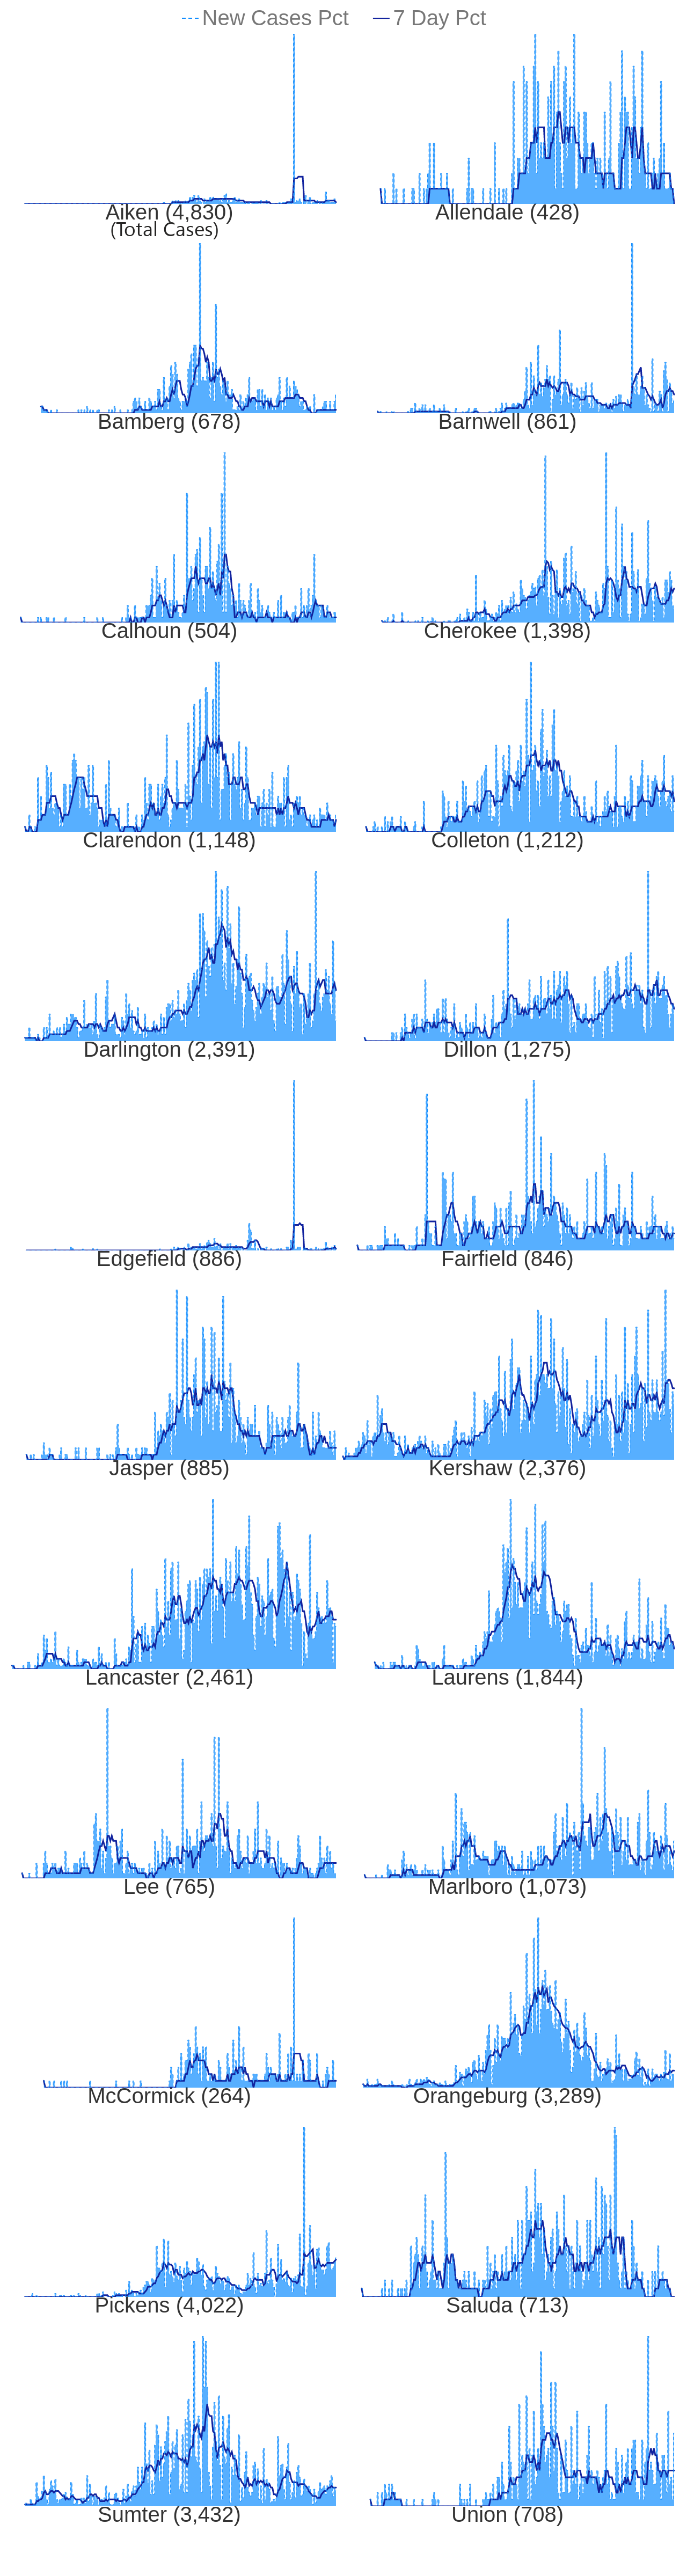 New Cases Pct 7 Day Pct
Aiken (4,830) Allendale (428)
(Total Cases)
Bamberg (678) Barnwell (861)
Calhoun (504) Cherokee (1,398)
Clarendon (1,148) Colleton (1,212)
Darlington (2,391) Dillon (1,275)
Edgefield (886) Fairfield (846)
Jasper (885) Kershaw (2,376)
Lancaster (2,461) Laurens (1,844)
Lee (765) Marlboro (1,073)
McCormick (264) Orangeburg (3,289)
Pickens (4,022) Saluda (713)
Sumter (3,432) Union (708)